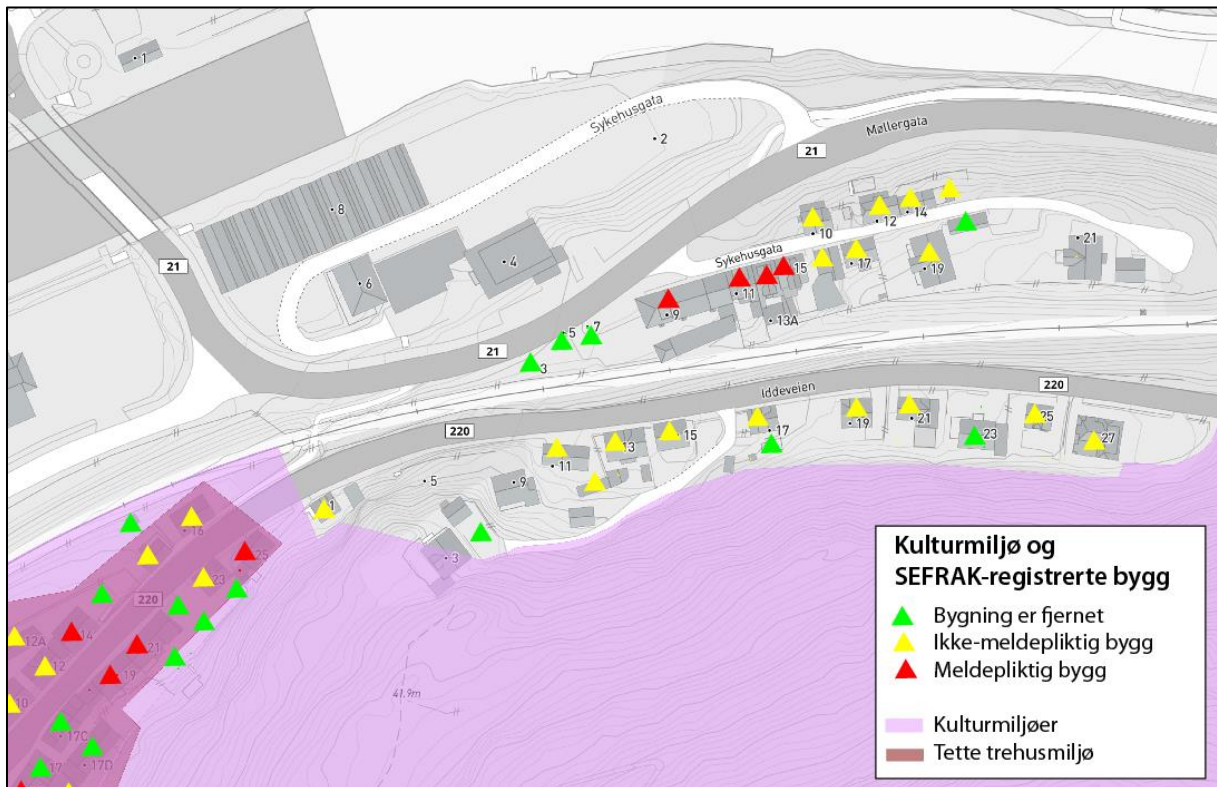 1
Sykehusgata
2
Møllergata
21
8
10
12
14
21
Sykehusgata
15
17
19
21
4
6
11
9
13A
5
7
3
21
Iddeveien
220
220
15
17
19
21
23
25
27
13
11
9
5
1
3
16
25
23
220
12A
14
12
21
19
10
17C
17D
17
41.9m
Kulturmiljø og
SEFRAK-registrerte bygg
Bygning er fjernet
Ikke-meldepliktig bygg
Meldepliktig bygg
Kulturmiljøer
Tette trehusmiljø